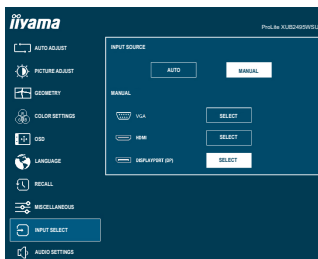 iiyama
ProLite XUB2495WSU
AUTO ADJUST
PICTURE ADJUST
GEOMETRY
COLOR SETTINGS
OSD
LANGUAGE
RECALL
MISCELLANEOUS
INPUT SELECT
AUDIO SETTINGS
INPUT SOURCE
AUTO
MANUAL
MANUAL
VGA
SELECT
HDMI
SELECT
DISPLAYPORT (DP)
SELECT